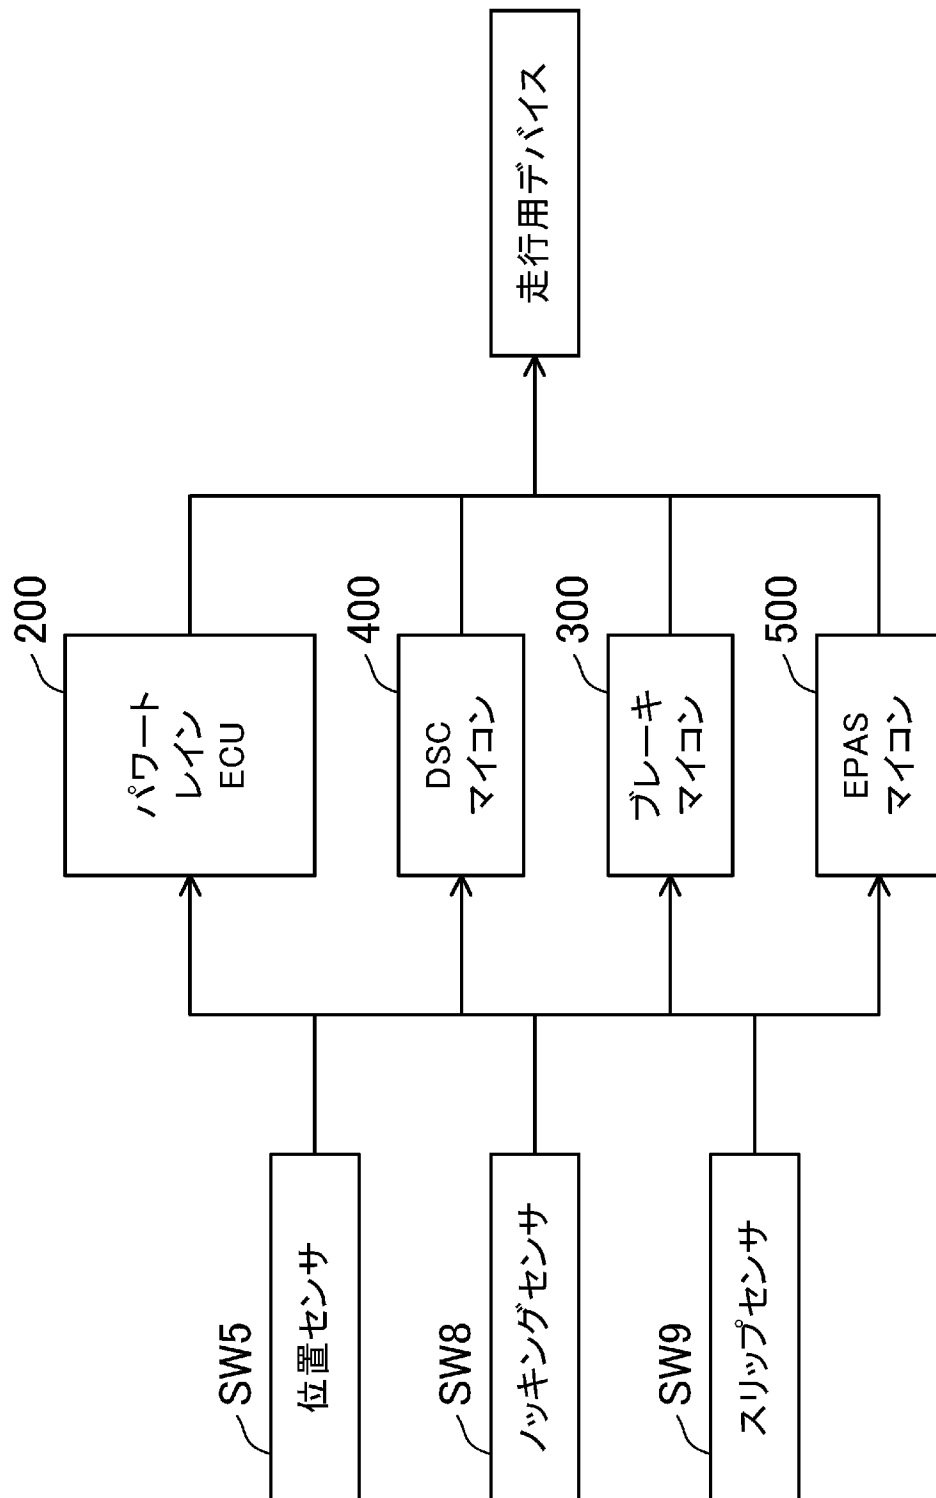 SW5
位置センサ
SW8
ノッキングセンサ
SW9
スリップセンサ
200
パワート
レイン
ECU
400
DSC
マイコン
300
ブレーキ
マイコン
500
EPAS
マイコン
走行用デバイス